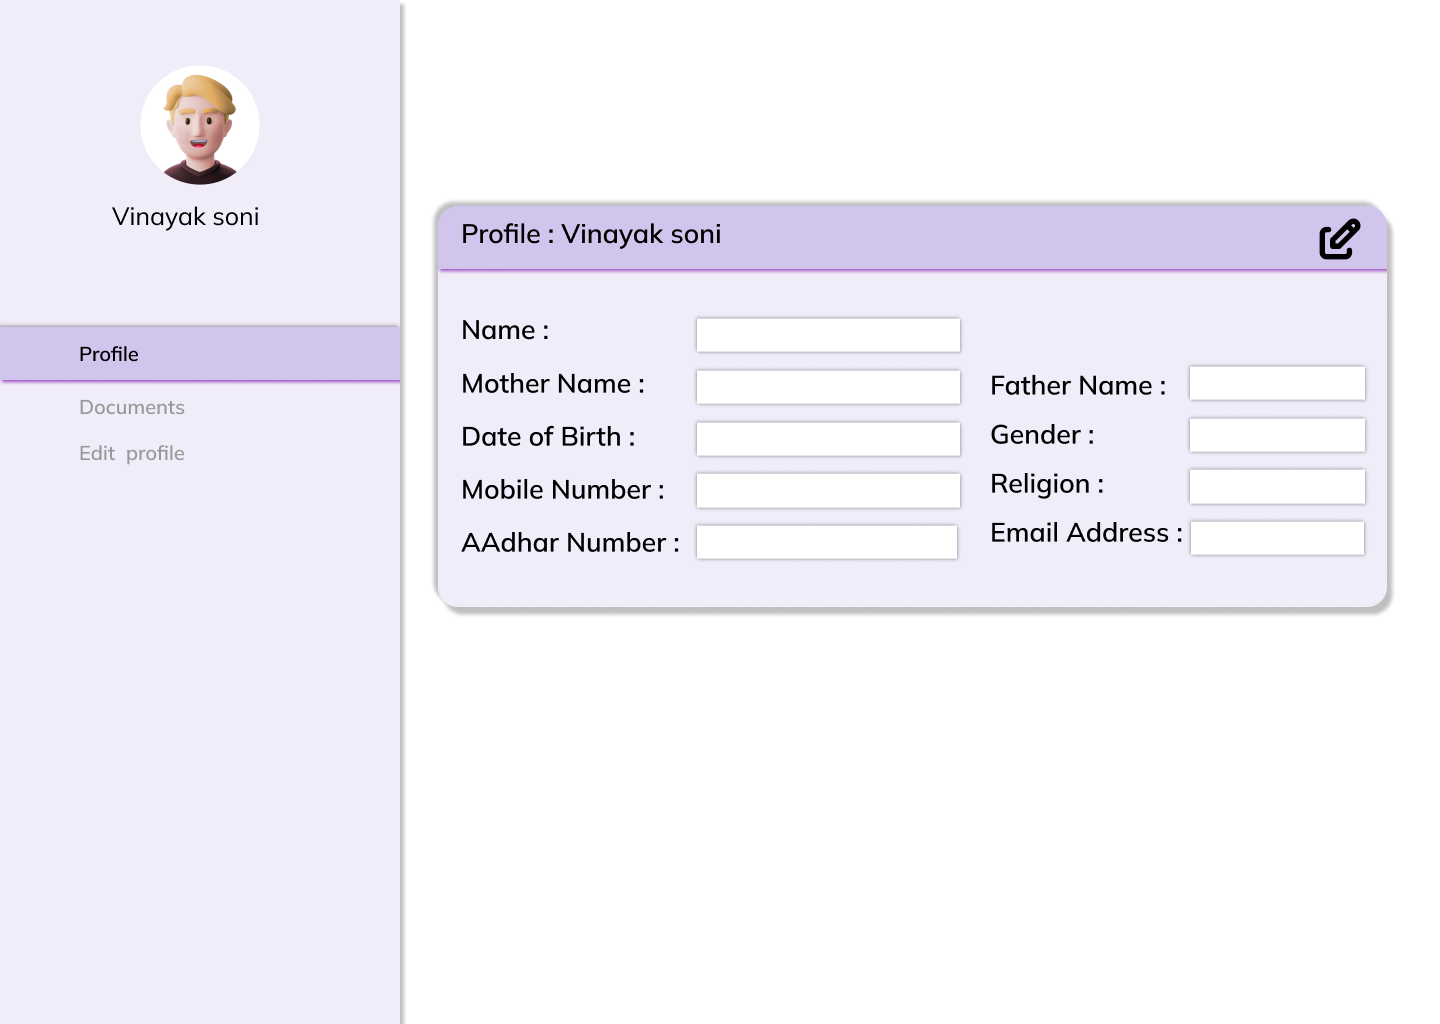 Vinayak soni
Profile
Documents
Edit profile
Profile : Vinayak soni
Name :
Mother Name :
Date of Birth :
Mobile Number :
AAdhar Number :
Father Name :
Gender :
Religion :
Email Address :